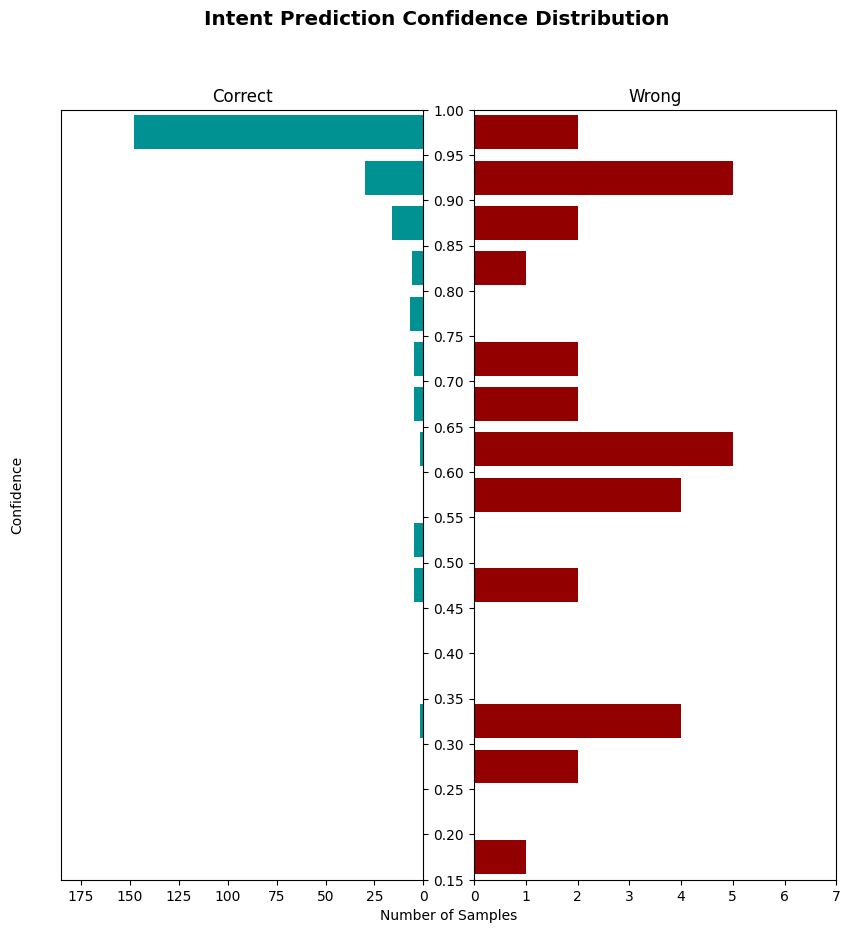 Intent Prediction Confidence Distribution
Correct
Wrong
1.00
0.95
0.90
0.85
0.80
0.75
0.70
0.65
0.60
0.55
0.50
0.45
0.40
0.35
0.30
0.25
0.20
0.15
Confidence
175 150 125 100 75 50 25 0
0 1 2 3 4 5 6 7
Number of Samples